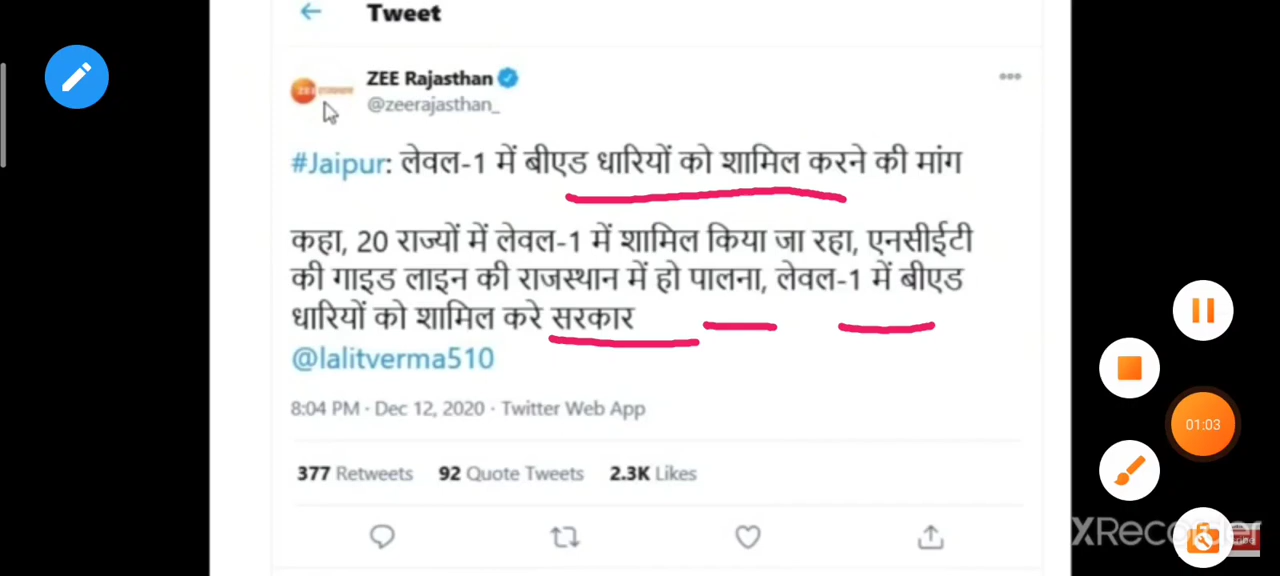 Tweet
ZEE Rajasthan
@zeerajasthan_
#Jaipur: लेवल-1 में बीएड धारियों को शामिल करने की मांग
कहा, 20 राज्यों में लेवल-1 में शामिल किया जा रहा, एनसीईटी
की गाइड लाइन की राजस्थान में हो पालना, लेवल-1 में बीएड
धारियों को शामिल करे सरकार
@lalitverma510
8:04 PM · Dec 12, 2020 · Twitter Web App
377 Retweets 92 Quote Tweets 2.3K Likes
01:03
XRecorder